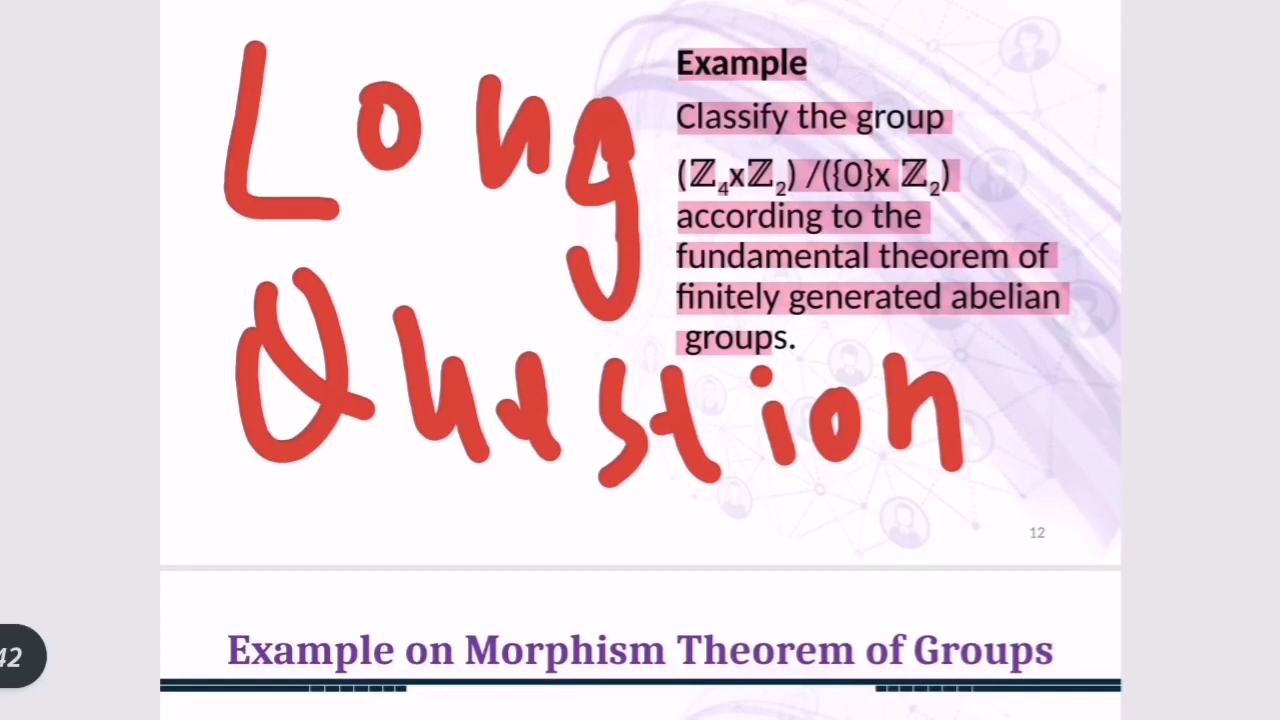 Long
Question
Example
Classify the group
(ℤ₄xℤ₂) /({0}x ℤ₂)
according to the
fundamental theorem of
finitely generated abelian
groups.
12
42
Example on Morphism Theorem of Groups